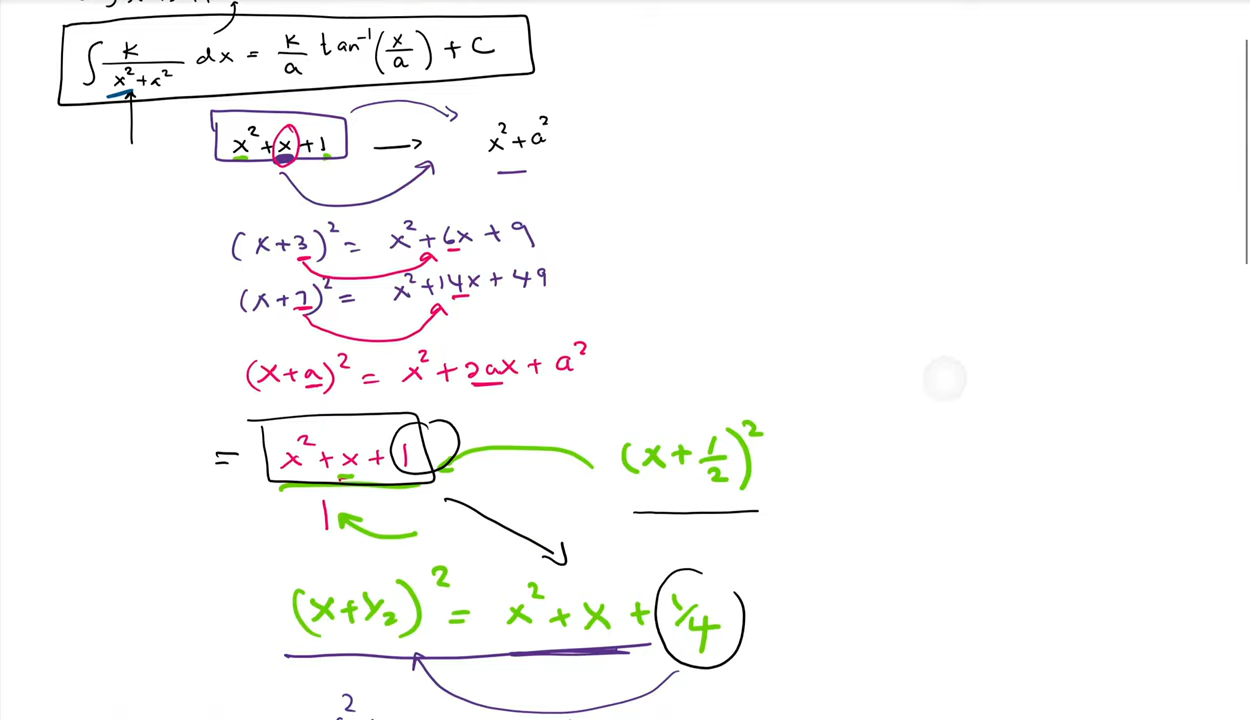 ∫ k/(x²+a²) dx = k/a tan⁻¹(x/a) + C
x²+x+1 → x²+a²
(x+3)² = x²+6x+9
(x+7)² = x²+14x+49
(x+a)² = x²+2ax+a²
= x²+x+1 (x+1/2)²
1
(x+1/2)² = x²+x+1/4
2